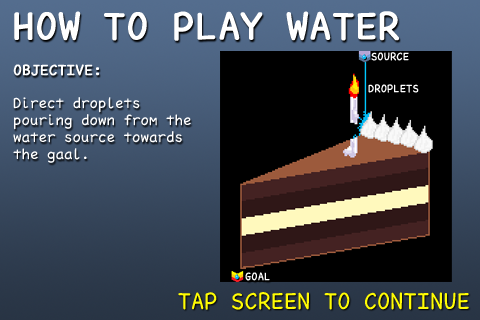 HOW TO PLAY WATER
OBJECTIVE:
Direct droplets
pouring down from the
water source towards
the gaal.
SOURCE
DROPLETS
GOAL
TAP SCREEN TO CONTINUE